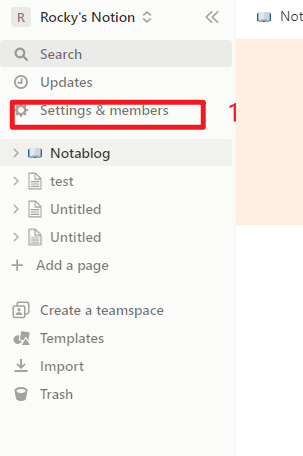 R Rocky's Notion
Not
Search
Updates
Settings & members
1
Notablog
test
Untitled
Untitled
Add a page
Create a teamspace
Templates
Import
Trash